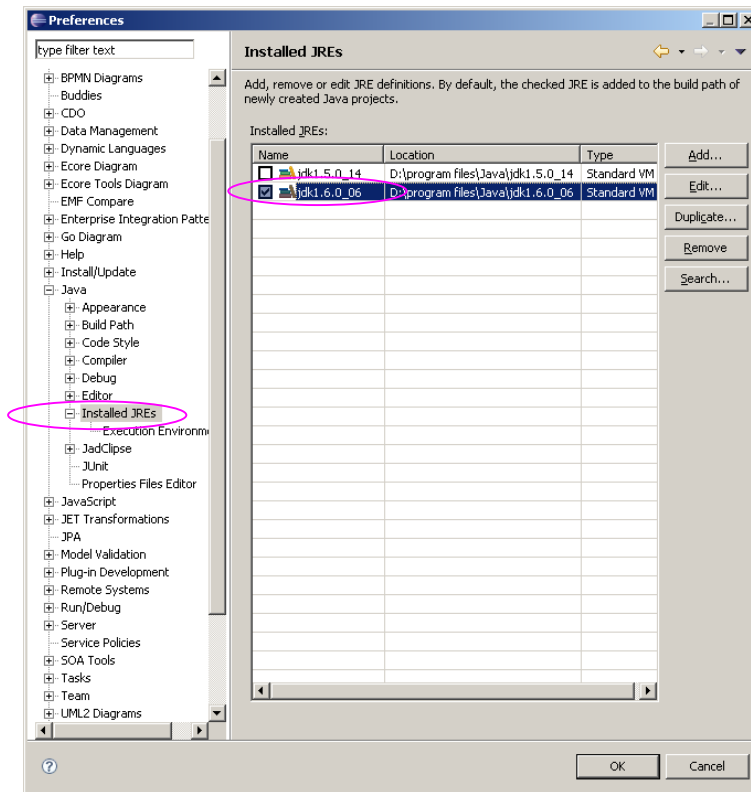 Preferences
type filter text
Installed JREs
BPMN Diagrams
Buddies
CDO
Data Management
Dynamic Languages
Ecore Diagram
Ecore Tools Diagram
EMF Compare
Enterprise Integration Patte
Go Diagram
Help
Install/Update
Java
Appearance
Build Path
Code Style
Compiler
Debug
Editor
Installed JREs
Execution Environm
JadClipse
JUnit
Properties Files Editor
JavaScript
JET Transformations
JPA
Model Validation
Plug-in Development
Remote Systems
Run/Debug
Server
Service Policies
SOA Tools
Tasks
Team
UML2 Diagrams
Add, remove or edit JRE definitions. By default, the checked JRE is added to the build path of
newly created Java projects.
Installed JREs:
Name Location Type
jdk1.5.0_14 D:\program files\Java\jdk1.5.0_14 Standard VM
jdk1.6.0_06 D:\program files\Java\jdk1.6.0_06 Standard VM
Add...
Edit...
Duplicate...
Remove
Search...
? OK Cancel